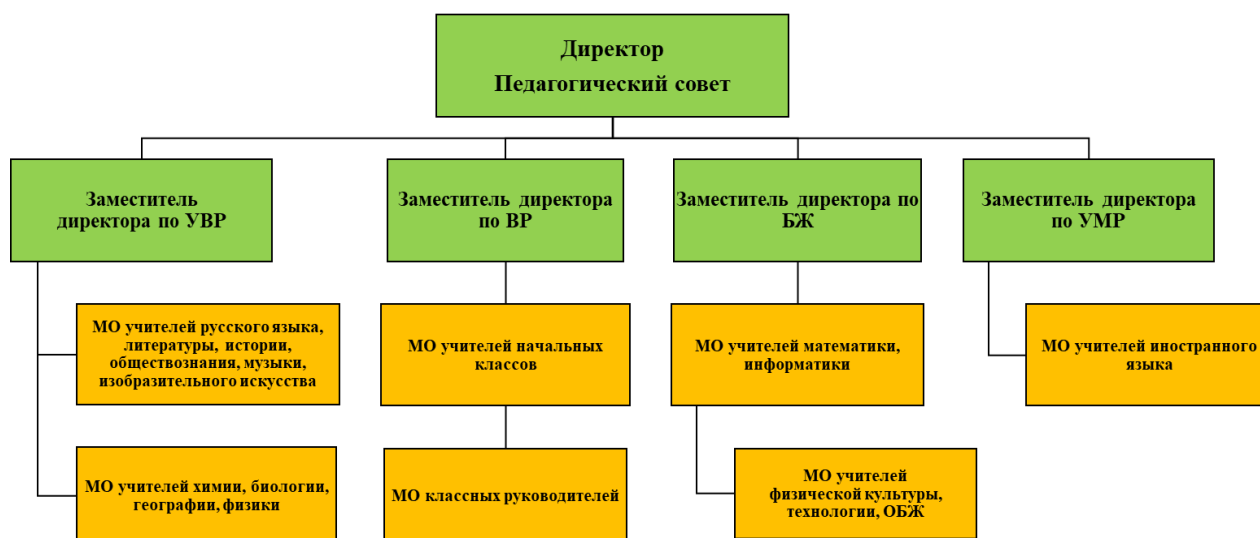 Директор
Педагогический совет
Заместитель
директора по УВР
Заместитель директора
по ВР
Заместитель директора по
БЖ
Заместитель директора
по УМР
МО учителей русского языка,
литературы, истории,
обществознания, музыки,
изобразительного искусства
МО учителей начальных
классов
МО учителей математики,
информатики
МО учителей иностранного
языка
МО учителей химии, биологии,
географии, физики
МО классных руководителей
МО учителей
физической культуры,
технологии, ОБЖ